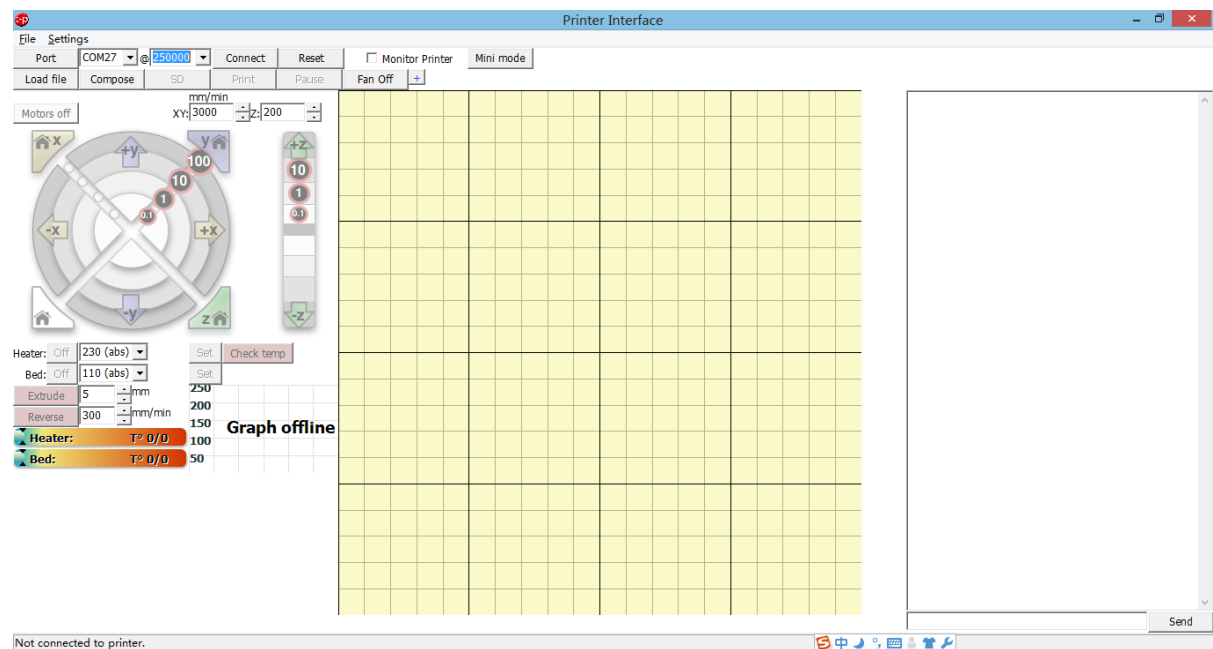 Printer Interface
File Settings
Port COM27 @ 250000 Connect Reset Monitor Printer Mini mode
Load file Compose SD Print Pause Fan Off +
mm/min
Motors off XY: 3000 Z: 200
x +y y +z
100
10 10
1 1
0.1 0.1
-x +x
-y z -z
Heater: Off 230 (abs) Set Check temp
Bed: Off 110 (abs) Set
Extrude 5 mm 250
200
Reverse 300 mm/min 150 Graph offline
Heater: T° 0/0 100
Bed: T° 0/0 50
Send
Not connected to printer. S 中